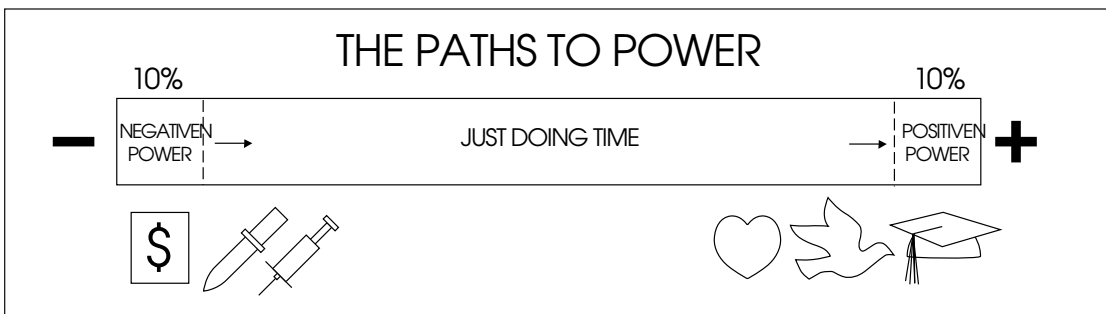 THE PATHS TO POWER
10%
10%
NEGATIVEN
POWER
JUST DOING TIME
POSITIVEN
POWER
$